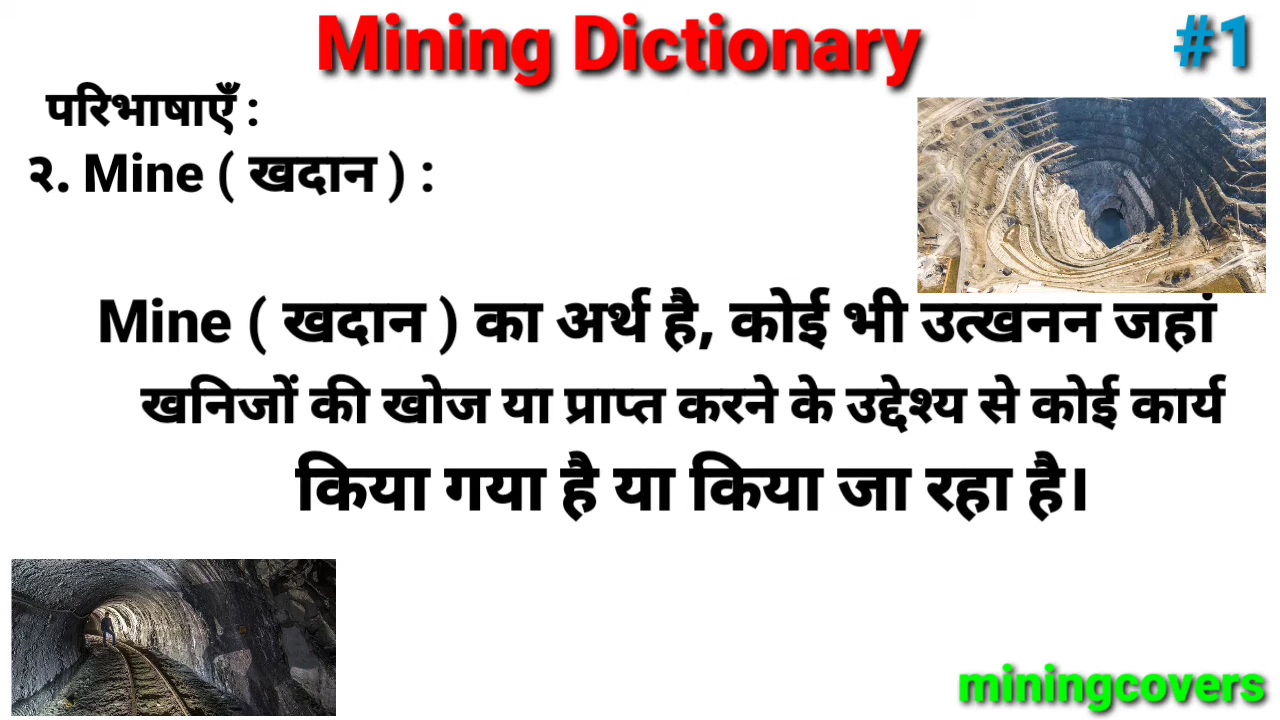 Mining Dictionary
#1
परिभाषाएँ :
२. Mine ( खदान ) :
Mine ( खदान ) का अर्थ है, कोई भी उत्खनन जहां
खनिजों की खोज या प्राप्त करने के उद्देश्य से कोई कार्य
किया गया है या किया जा रहा है।
miningcovers